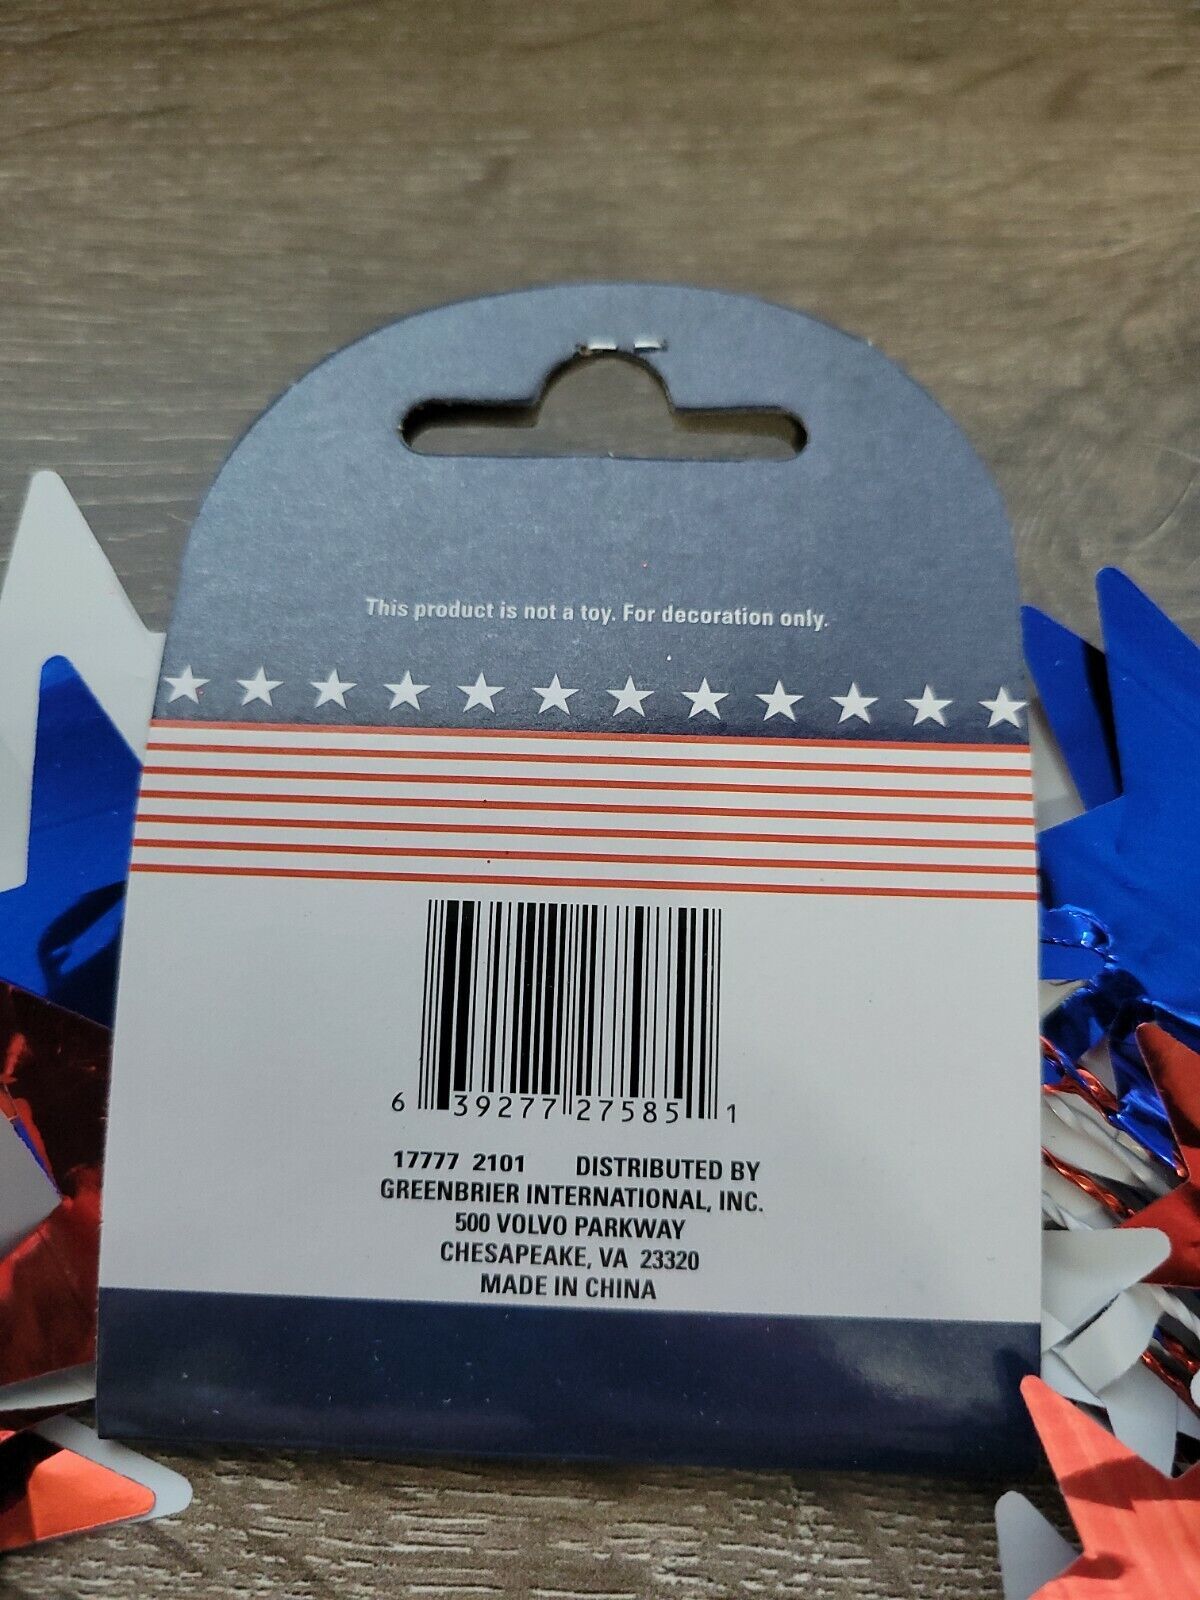 This product is not a toy. For decoration only.
6 39277 27585 1
17777 2101 DISTRIBUTED BY
GREENBRIER INTERNATIONAL, INC.
500 VOLVO PARKWAY
CHESAPEAKE, VA 23320
MADE IN CHINA